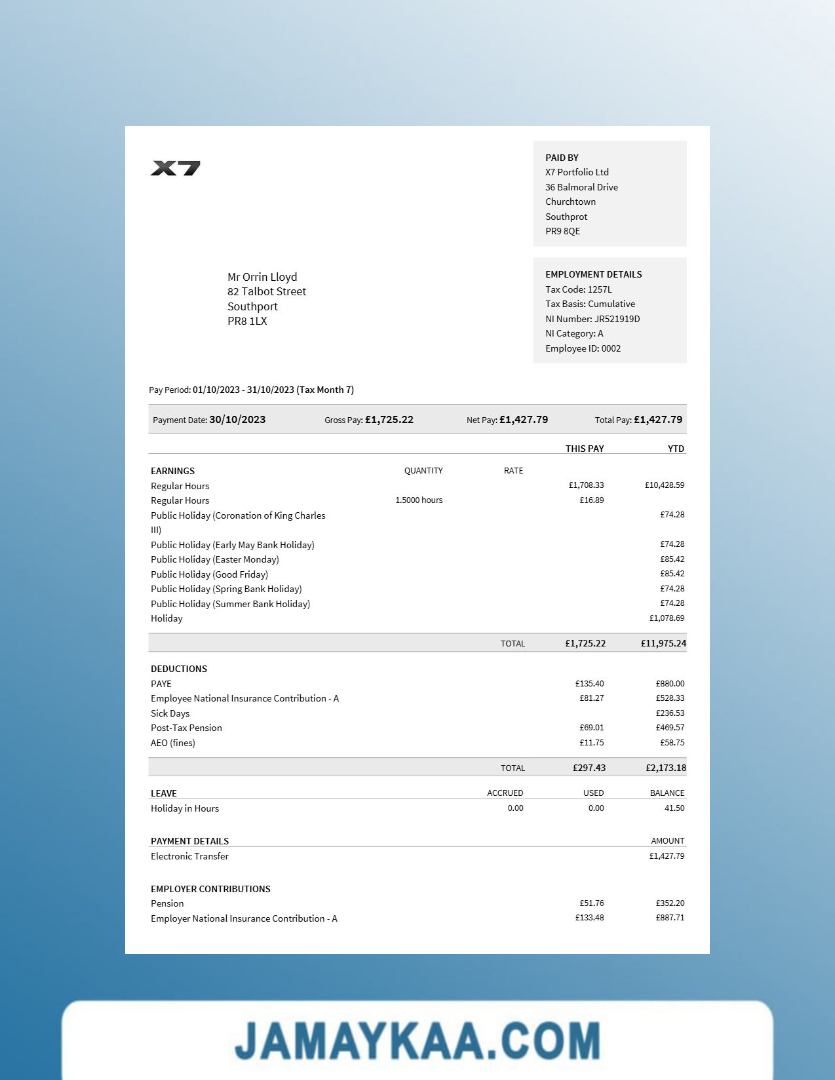 X7
PAID BY
X7 Portfolio Ltd
36 Balmoral Drive
Churchtown
Southprot
PR9 8QE
Mr Orrin Lloyd
82 Talbot Street
Southport
PR8 1LX
EMPLOYMENT DETAILS
Tax Code: 1257L
Tax Basis: Cumulative
NI Number: JR521919D
NI Category: A
Employee ID: 0002
Pay Period: 01/10/2023 - 31/10/2023 (Tax Month 7)
Payment Date: 30/10/2023 Gross Pay: £1,725.22 Net Pay: £1,427.79 Total Pay: £1,427.79
THIS PAY YTD
EARNINGS QUANTITY RATE
Regular Hours £1,708.33 £10,428.59
Regular Hours 1.5000 hours £16.89
Public Holiday (Coronation of King Charles £74.28
III)
Public Holiday (Early May Bank Holiday) £74.28
Public Holiday (Easter Monday) £85.42
Public Holiday (Good Friday) £85.42
Public Holiday (Spring Bank Holiday) £74.28
Public Holiday (Summer Bank Holiday) £74.28
Holiday £1,078.69
TOTAL £1,725.22 £11,975.24
DEDUCTIONS
PAYE £135.40 £880.00
Employee National Insurance Contribution - A £81.27 £528.33
Sick Days £236.53
Post-Tax Pension £69.01 £469.57
AEO (fines) £11.75 £58.75
TOTAL £297.43 £2,173.18
LEAVE ACCRUED USED BALANCE
Holiday in Hours 0.00 0.00 41.50
PAYMENT DETAILS AMOUNT
Electronic Transfer £1,427.79
EMPLOYER CONTRIBUTIONS
Pension £51.76 £352.20
Employer National Insurance Contribution - A £133.48 £887.71
JAMAYKAA.COM